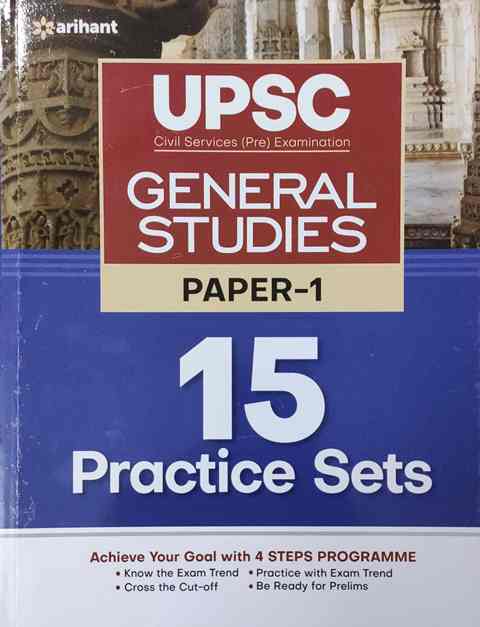 arihant
UPSC
Civil Services (Pre) Examination
GENERAL
STUDIES
PAPER-1
15
Practice Sets
Achieve Your Goal with 4 STEPS PROGRAMME
• Know the Exam Trend • Practice with Exam Trend
• Cross the Cut-off • Be Ready for Prelims